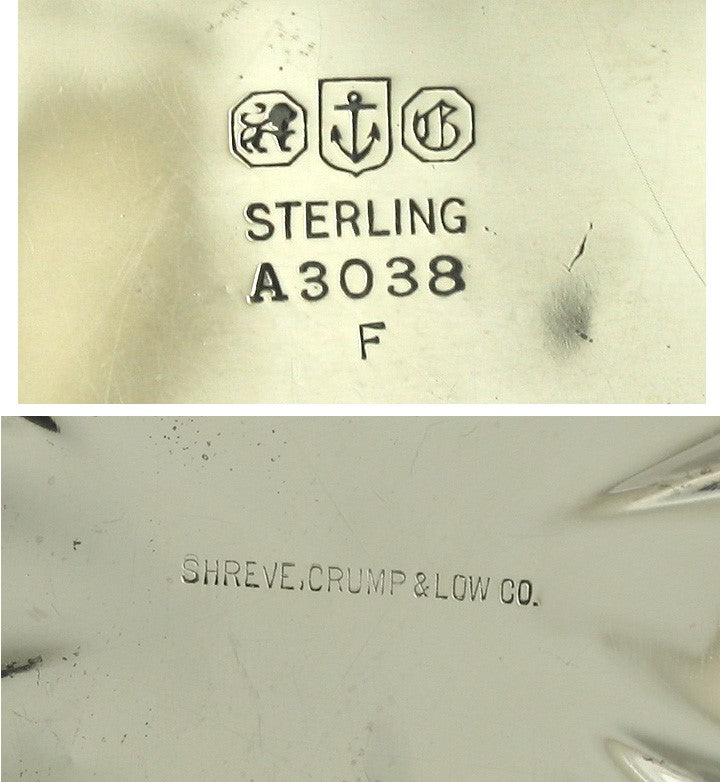 G
STERLING
A3038
F
SHREVE, CRUMP & LOW CO.